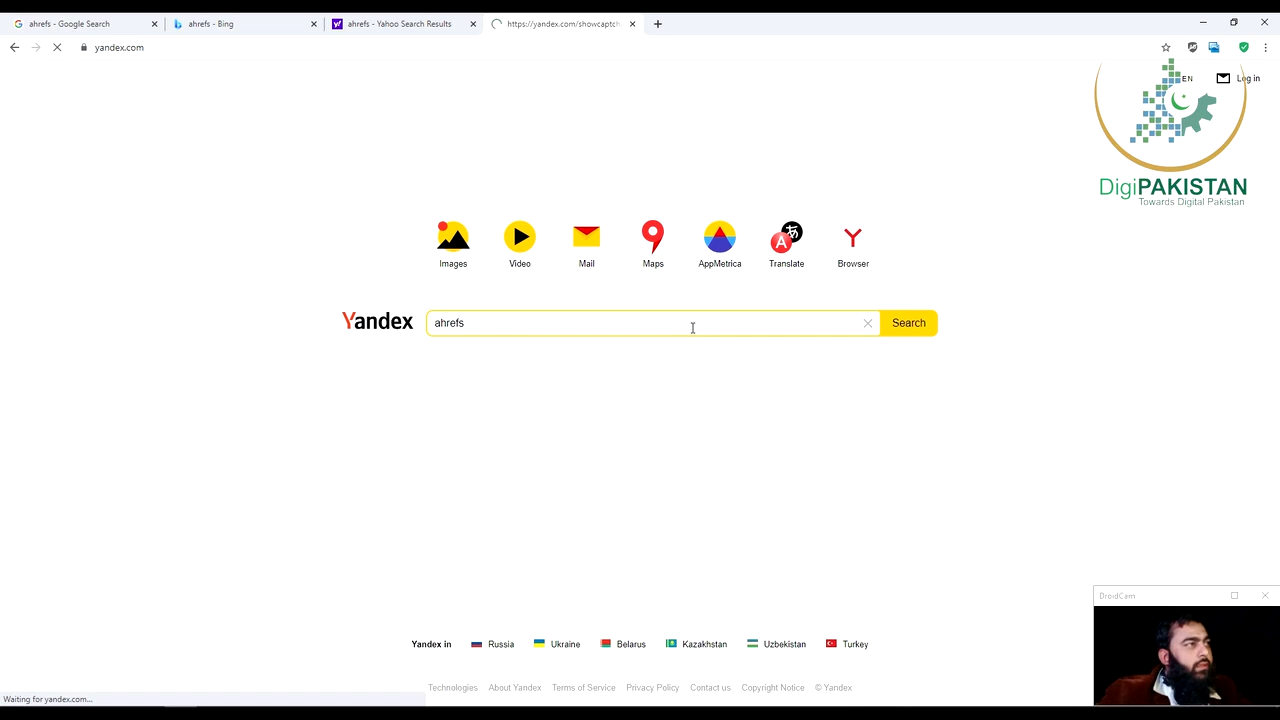 ahrefs - Google Search
ahrefs - Bing
ahrefs - Yahoo Search Results
https://yandex.com/showcaptch
yandex.com
EN
Log in
DigiPAKISTAN
Towards Digital Pakistan
Images
Video
Mail
Maps
AppMetrica
Translate
Browser
Yandex
ahrefs
Search
DroidCam
Yandex in
Russia
Ukraine
Belarus
Kazakhstan
Uzbekistan
Turkey
Technologies
About Yandex
Terms of Service
Privacy Policy
Contact us
Copyright Notice
© Yandex
Waiting for yandex.com...